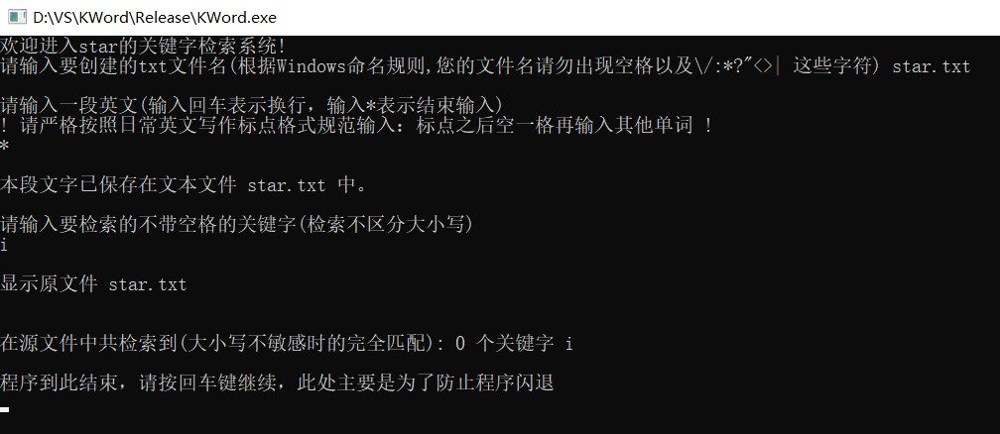 D:\VS\KWord\Release\KWord.exe
欢迎进入star的关键字检索系统!
请输入要创建的txt文件名(根据Windows命名规则,您的文件名请勿出现空格以及\/:*?"<>| 这些字符) star.txt
请输入一段英文(输入回车表示换行，输入*表示结束输入)
! 请严格按照日常英文写作标点格式规范输入：标点之后空一格再输入其他单词 !
*
本段文字已保存在文本文件 star.txt 中。
请输入要检索的不带空格的关键字(检索不区分大小写)
i
显示原文件 star.txt
在源文件中共检索到(大小写不敏感时的完全匹配): 0 个关键字 i
程序到此结束，请按回车键继续，此处主要是为了防止程序闪退